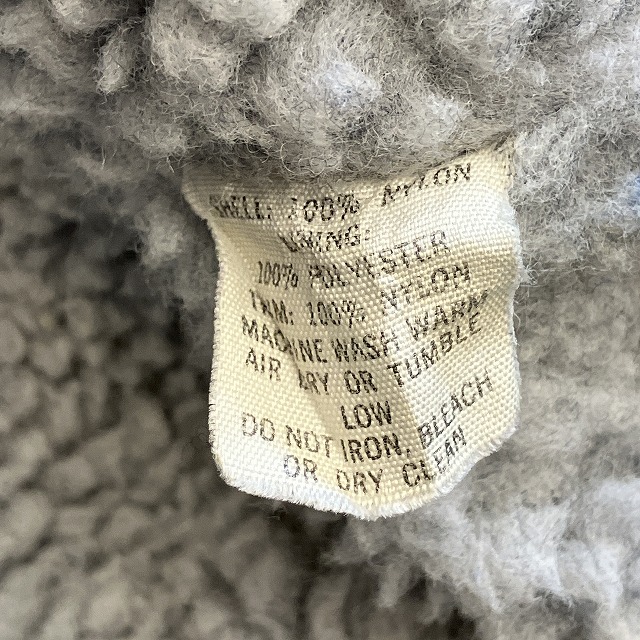 SHELL: 100% NYLON
LINING:
100% POLYESTER
TRIM: 100% NYLON
MACHINE WASH WARM
AIR DRY OR TUMBLE
LOW
DO NOT IRON, BLEACH
OR DRY CLEAN